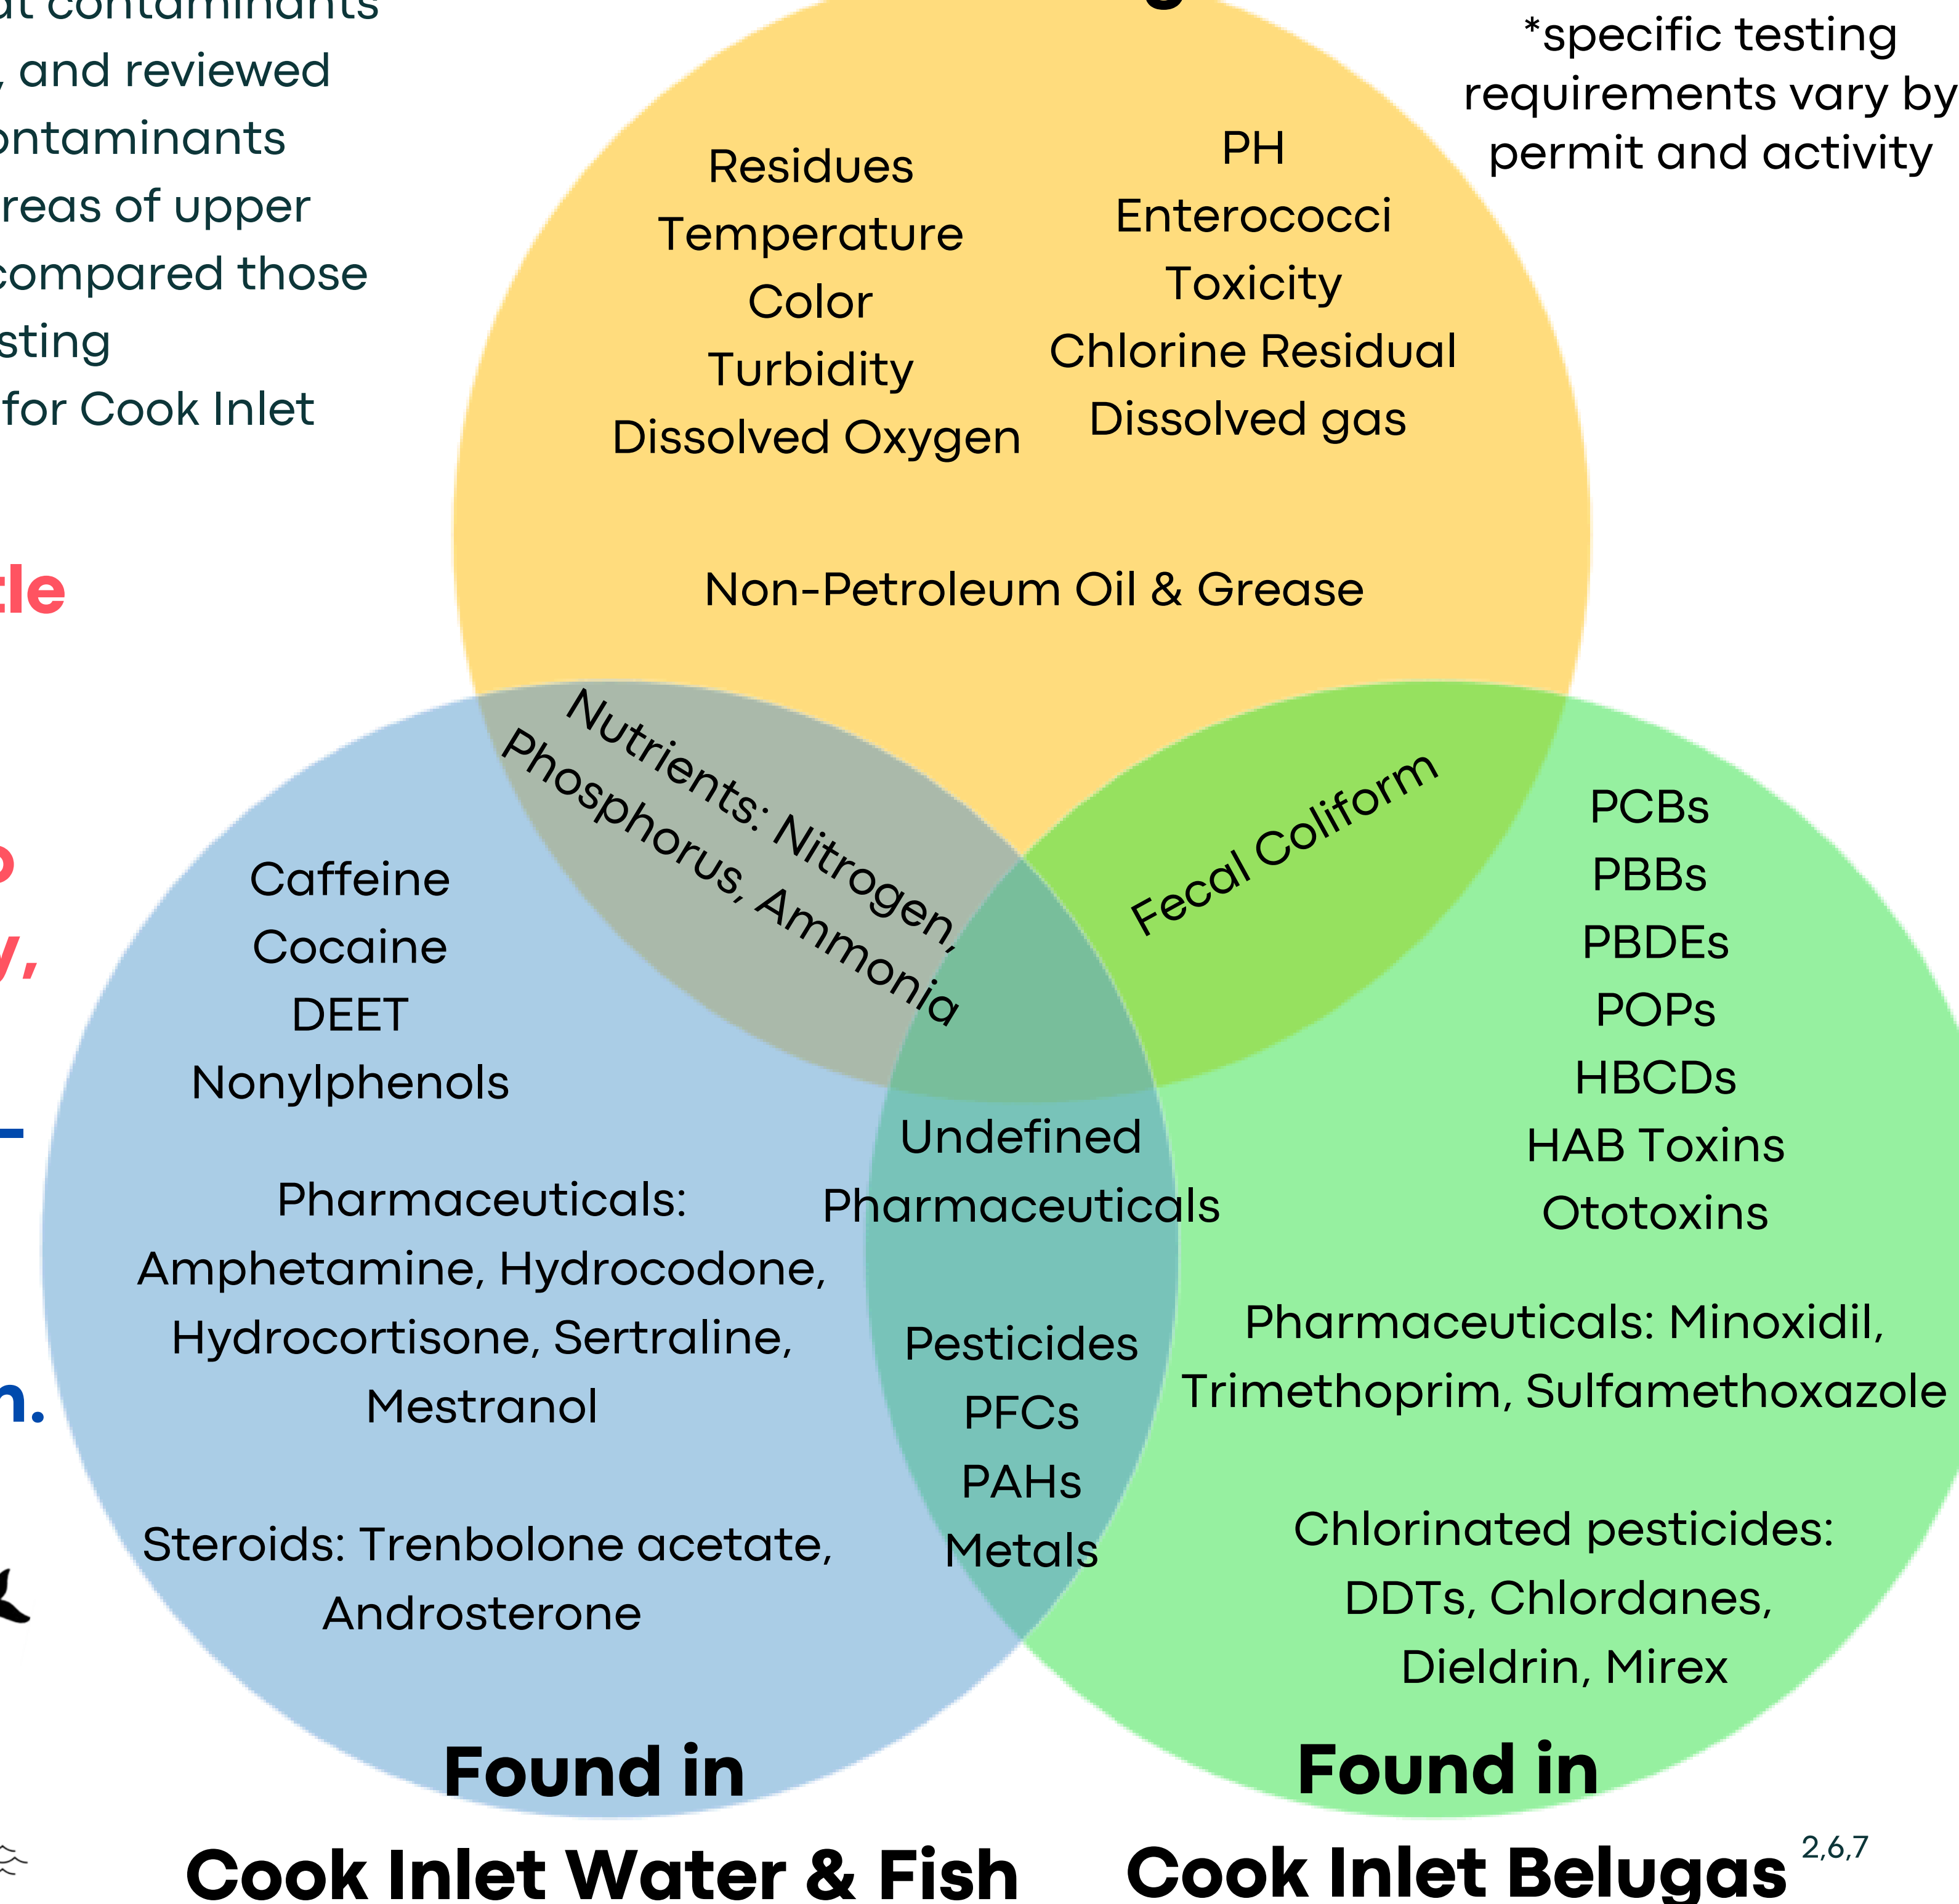 contaminants
, and reviewed
ontaminants
reas of upper
compared those
sting
for Cook Inlet
tle
y,
n.
*specific testing
requirements vary by
permit and activity
Residues
Temperature
Color
Turbidity
Dissolved Oxygen
PH
Enterococci
Toxicity
Chlorine Residual
Dissolved gas
Non-Petroleum Oil & Grease
Nutrients: Nitrogen,
Phosphorus, Ammonia
Fecal Coliform
Caffeine
Cocaine
DEET
Nonylphenols
Pharmaceuticals:
Amphetamine, Hydrocodone,
Hydrocortisone, Sertraline,
Mestranol
Steroids: Trenbolone acetate,
Androsterone
Undefined
Pharmaceuticals
Pesticides
PFCs
PAHs
Metals
PCBs
PBBs
PBDEs
POPs
HBCDs
HAB Toxins
Ototoxins
Pharmaceuticals: Minoxidil,
Trimethoprim, Sulfamethoxazole
Chlorinated pesticides:
DDTs, Chlordanes,
Dieldrin, Mirex
Found in
Cook Inlet Water & Fish
Found in
Cook Inlet Belugas 2,6,7